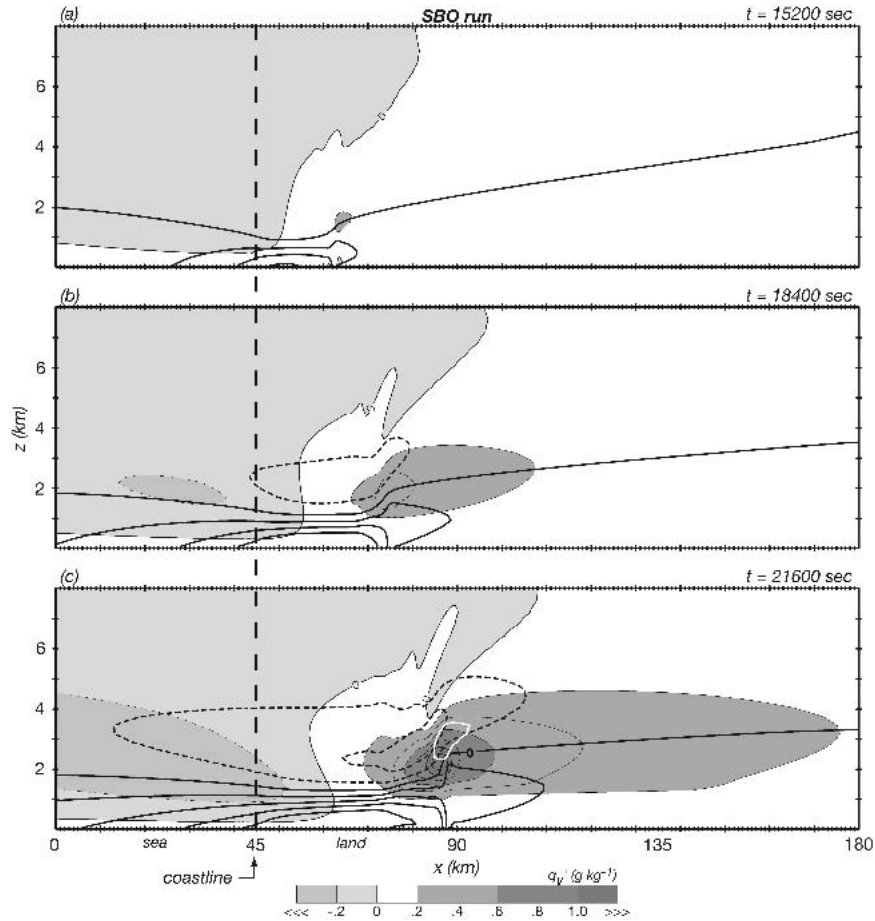 (a) SBO run t = 15200 sec
6
4
2
(b) t = 18400 sec
6
4
2
z (km)
(c) t = 21600 sec
6
4
2
0 sea 45 land 90 135 180
coastline x (km)
qv' (g kg⁻¹)
<<< -.2 0 .2 .4 .6 .8 1.0 >>>